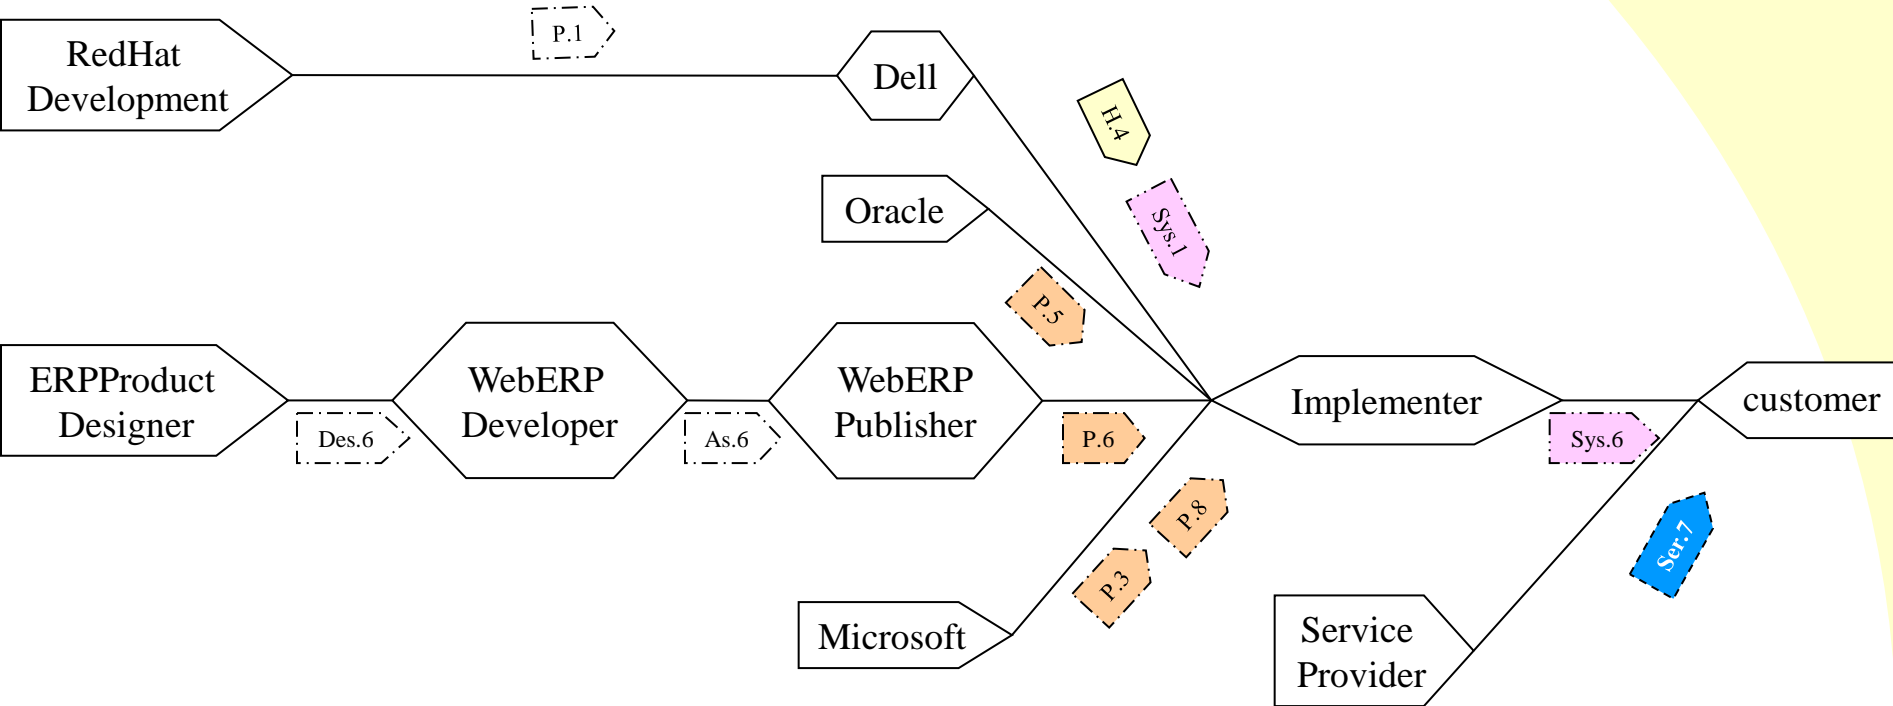 P.1
RedHat
Development
Dell
H.4
Oracle
Sys.1
P.5
ERPProduct
Designer
WebERP
Developer
WebERP
Publisher
Implementer
customer
Des.6
As.6
P.6
Sys.6
P.8
P.3
Ser.7
Microsoft
Service
Provider